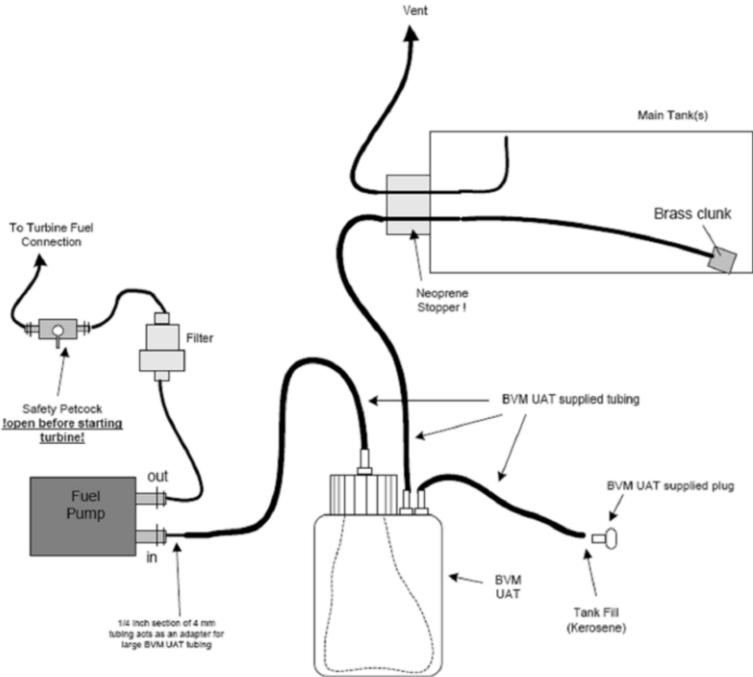 Vent
Main Tank(s)
Brass clunk
Neoprene
Stopper !
To Turbine Fuel
Connection
Filter
Safety Petcock
!open before starting
turbine!
BVM UAT supplied tubing
out
Fuel
Pump
in
BVM UAT supplied plug
BVM
UAT
Tank Fill
(Kerosene)
1/4 inch section of 4 mm
tubing acts as an adapter for
large BVM UAT tubing